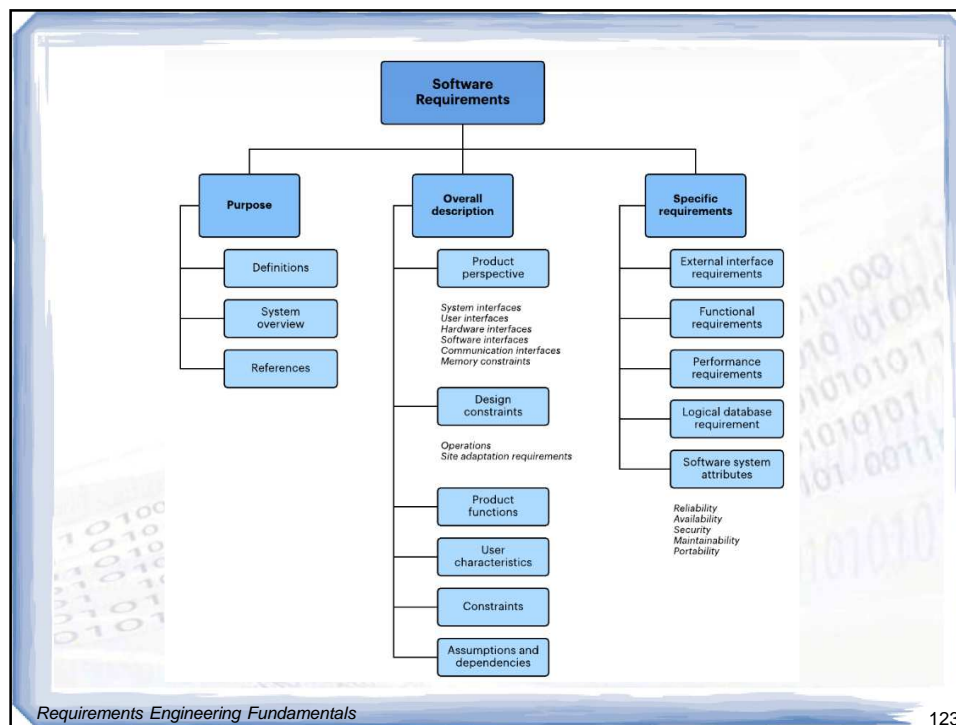 Software
Requirements
Purpose
Definitions
System
overview
References
Overall
description
Product
perspective
System interfaces
User interfaces
Hardware interfaces
Software interfaces
Communication interfaces
Memory constraints
Design
constraints
Operations
Site adaptation requirements
Product
functions
User
characteristics
Constraints
Assumptions and
dependencies
Specific
requirements
External interface
requirements
Functional
requirements
Performance
requirements
Logical database
requirement
Software system
attributes
Reliability
Availability
Security
Maintainability
Portability
Requirements Engineering Fundamentals
123